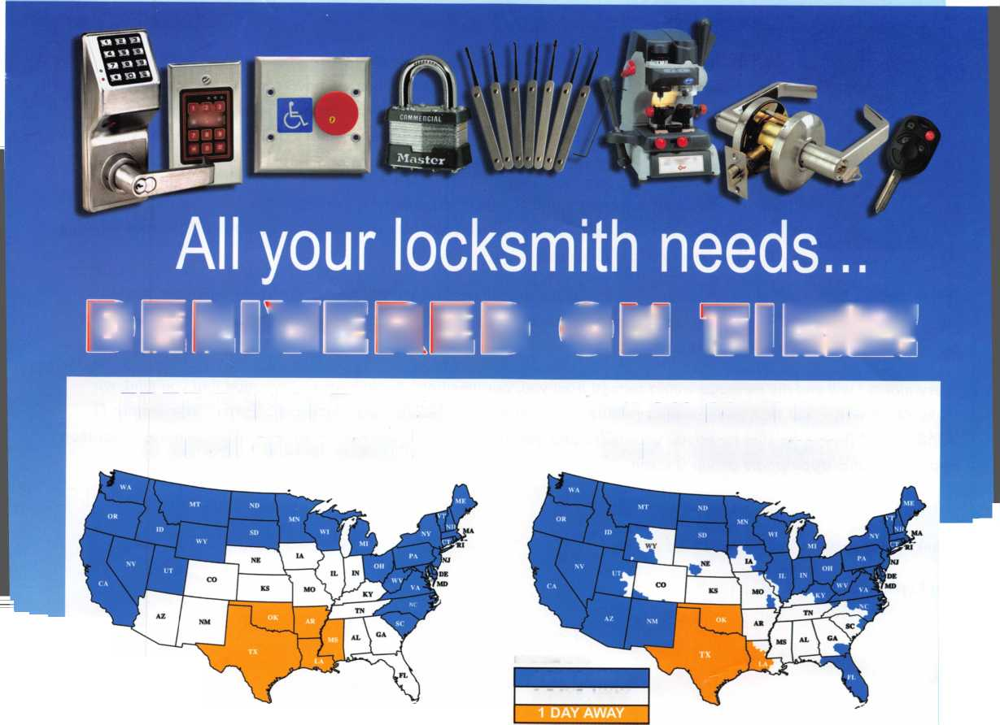 COMMERCIAL
Master
All your locksmith needs...
DELIVERED ON
WA
OR
CA
NV
ID
MT
WY
UT
AZ
CO
NM
ND
SD
NE
KS
OK
TX
MN
IA
MO
AR
LA
WI
IL
MS
MI
IN
KY
TN
AL
OH
WV
VA
NC
SC
GA
FL
PA
NY
VT
NH
ME
MA
CT
RI
NJ
DE
MD
WA
OR
CA
NV
ID
MT
WY
UT
AZ
CO
NM
ND
SD
NE
KS
OK
TX
MN
IA
MO
AR
LA
WI
IL
MS
MI
IN
KY
TN
AL
OH
WV
VA
NC
SC
GA
FL
PA
NY
VT
NH
ME
MA
CT
RI
NJ
DE
MD
1 DAY AWAY